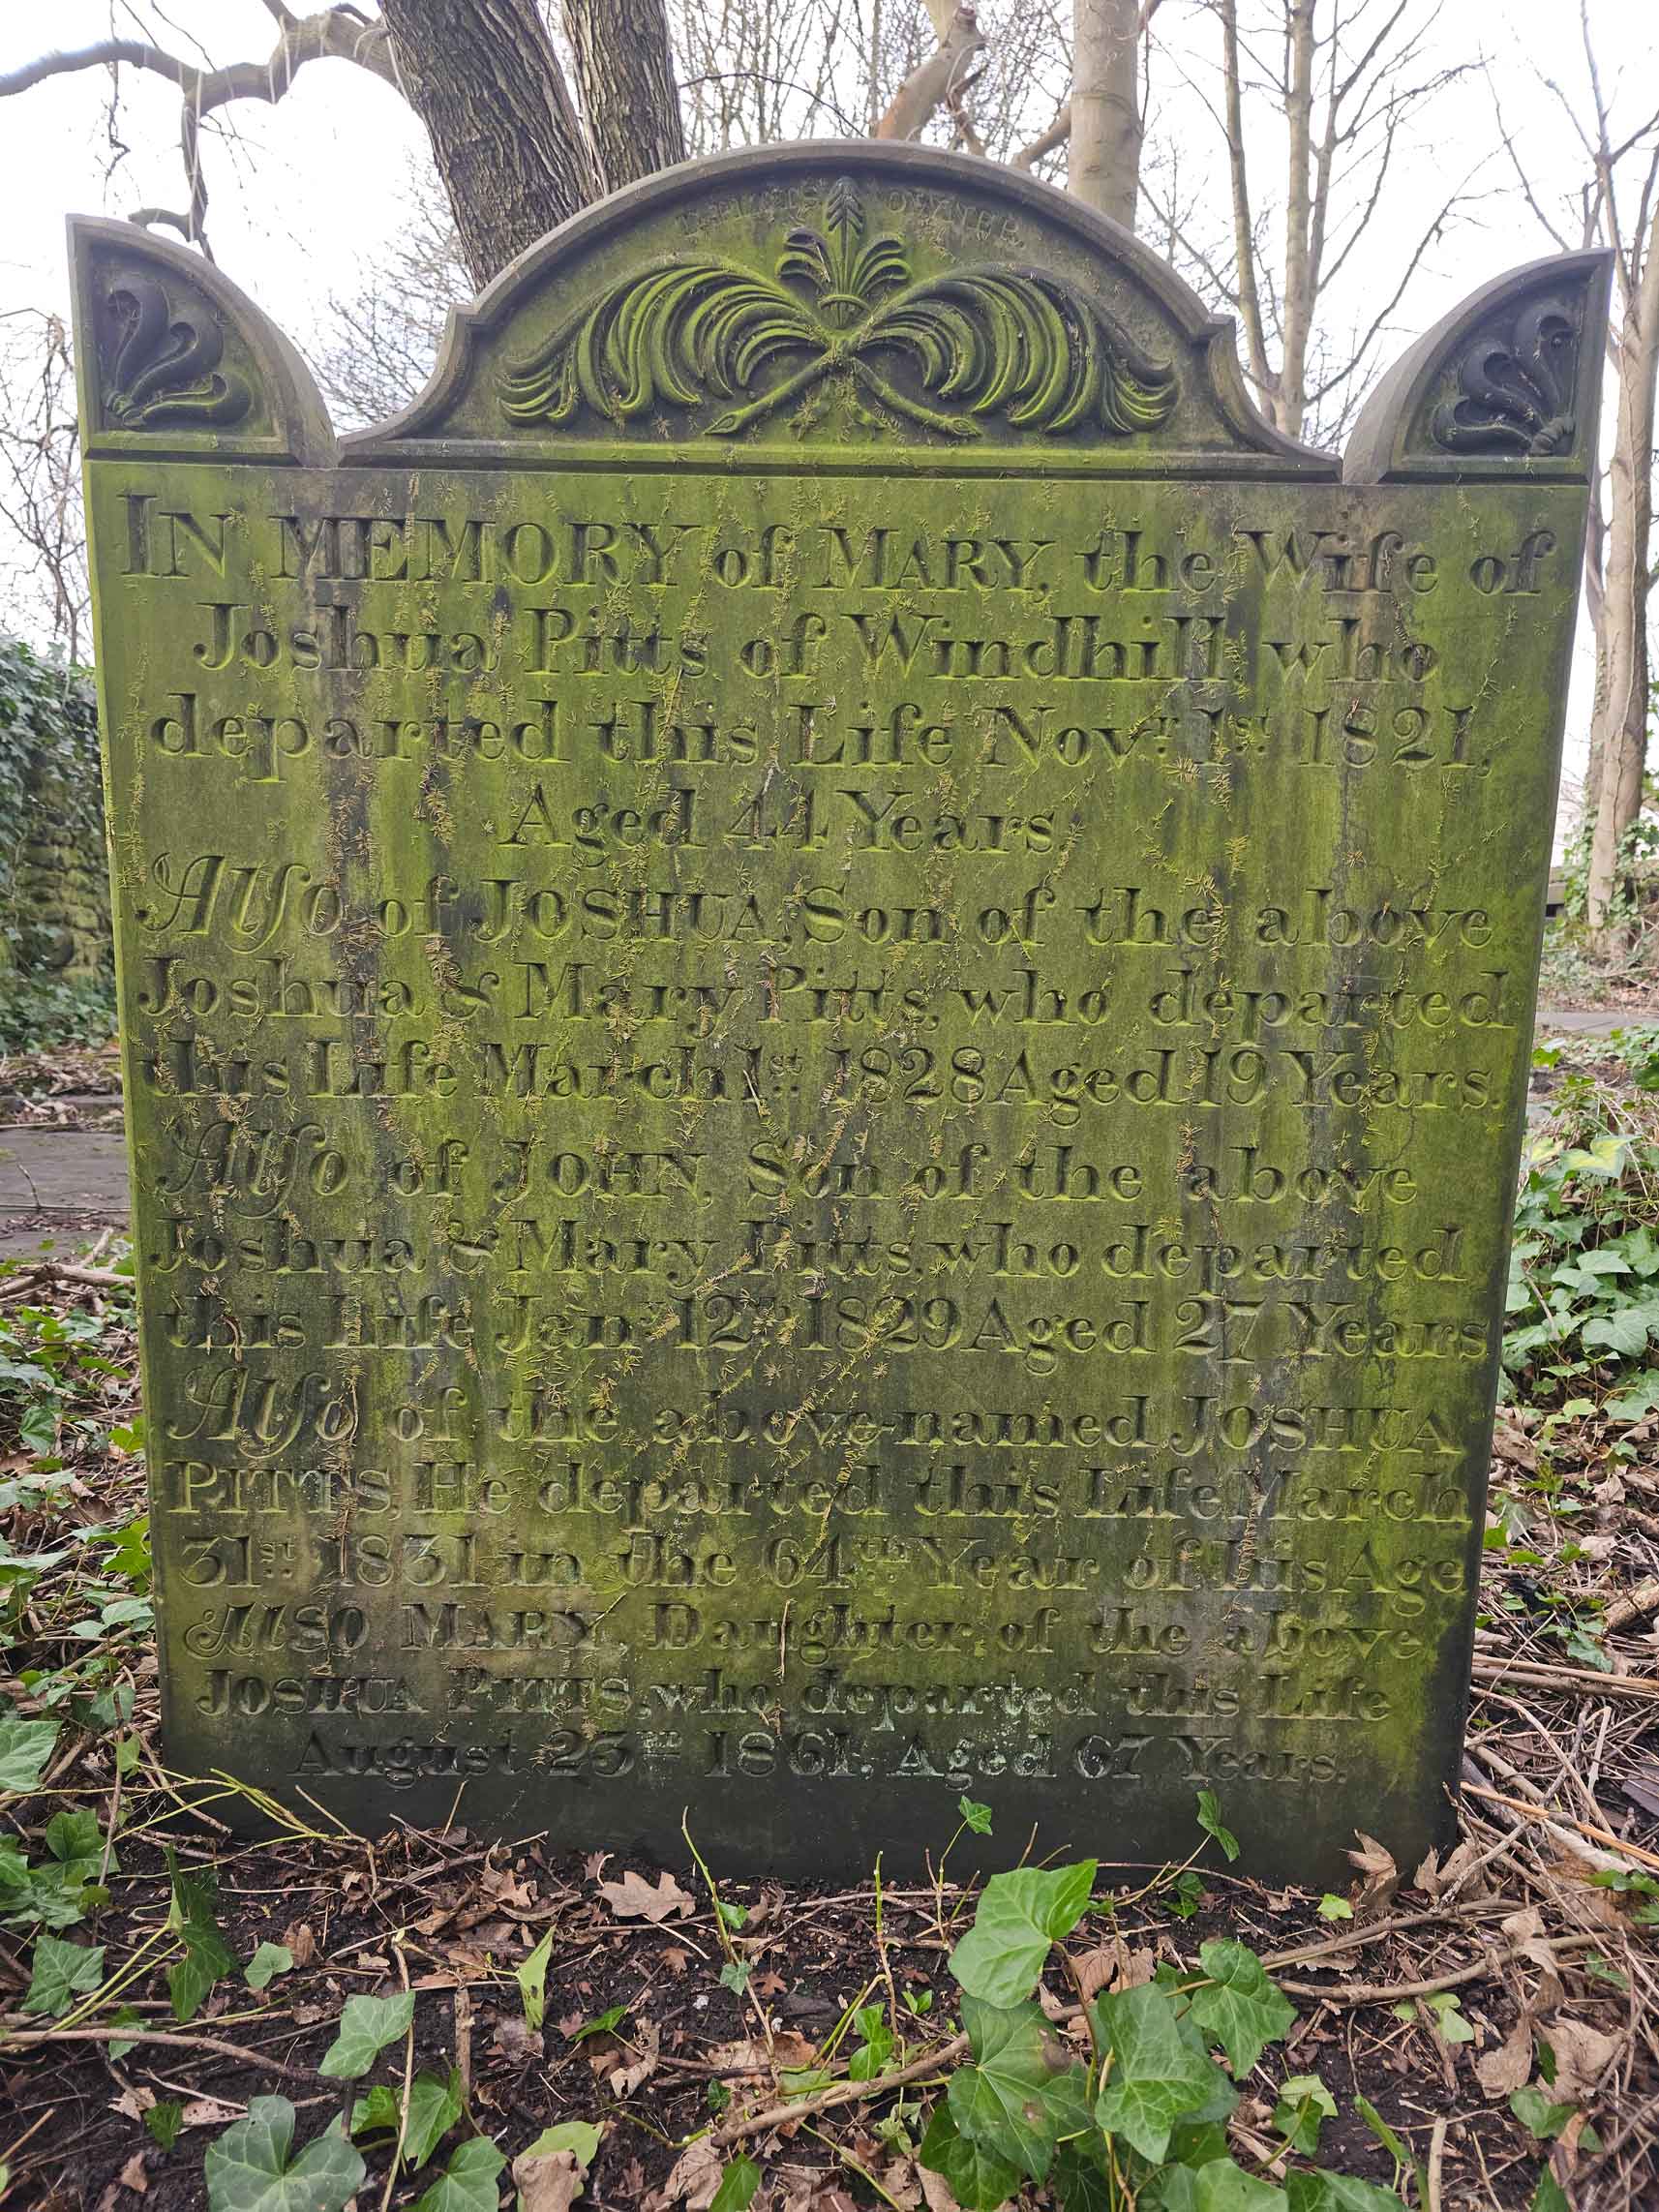 IN MEMORY of MARY, the Wife of
Joshua Pitts of Windhill, who
departed this Life Novr. 1st. 1821,
Aged 44 Years.
Alſo of JOSHUA, Son of the above
Joshua & Mary Pitts, who departed
this Life March 1st. 1828 Aged 19 Years.
Alſo of JOHN, Son of the above
Joshua & Mary Pitts, who departed
this Life Jany. 12th. 1829 Aged 27 Years
Alſo of the above-named JOSHUA
PITTS, He departed this Life March
31st. 1831 in the 64th. Year of his Age
AlSO MARY, Daughter of the above,
JOSHUA PITTS, who departed this Life
August 23rd 1861. Aged 67 Years.